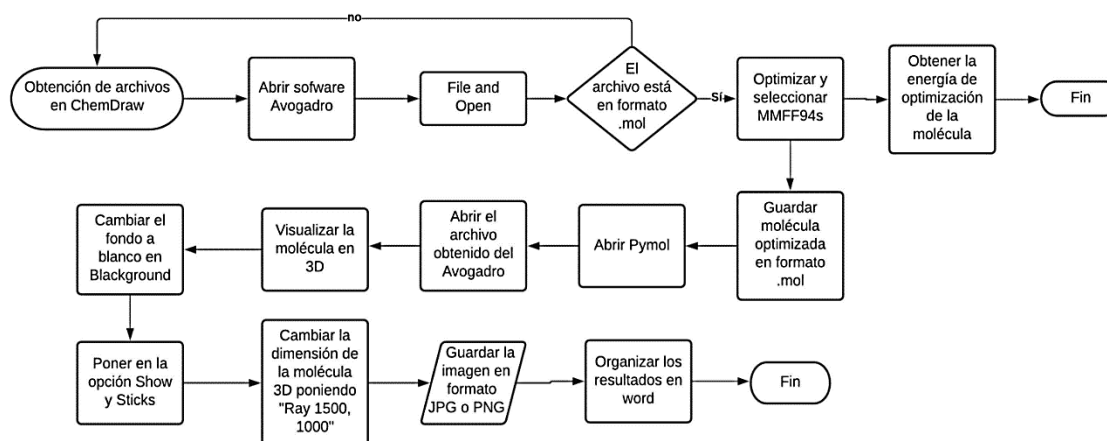 no
Obtención de archivos
en ChemDraw
Abrir sofware
Avogadro
File and
Open
El
archivo está
en formato
.mol
Sí
Optimizar y
seleccionar
MMFF94s
Obtener la
energía de
optimización
de la
molécula
Fin
Guardar
molécula
optimizada
en formato
.mol
Abrir Pymol
Abrir el
archivo
obtenido del
Avogadro
Visualizar la
molécula en
3D
Cambiar el
fondo a
blanco en
Blackground
Poner en la
opción Show
y Sticks
Cambiar la
dimensión de
la molécula
3D poniendo
"Ray 1500,
1000"
Guardar la
imagen en
formato
JPG o PNG
Organizar los
resultados en
word
Fin